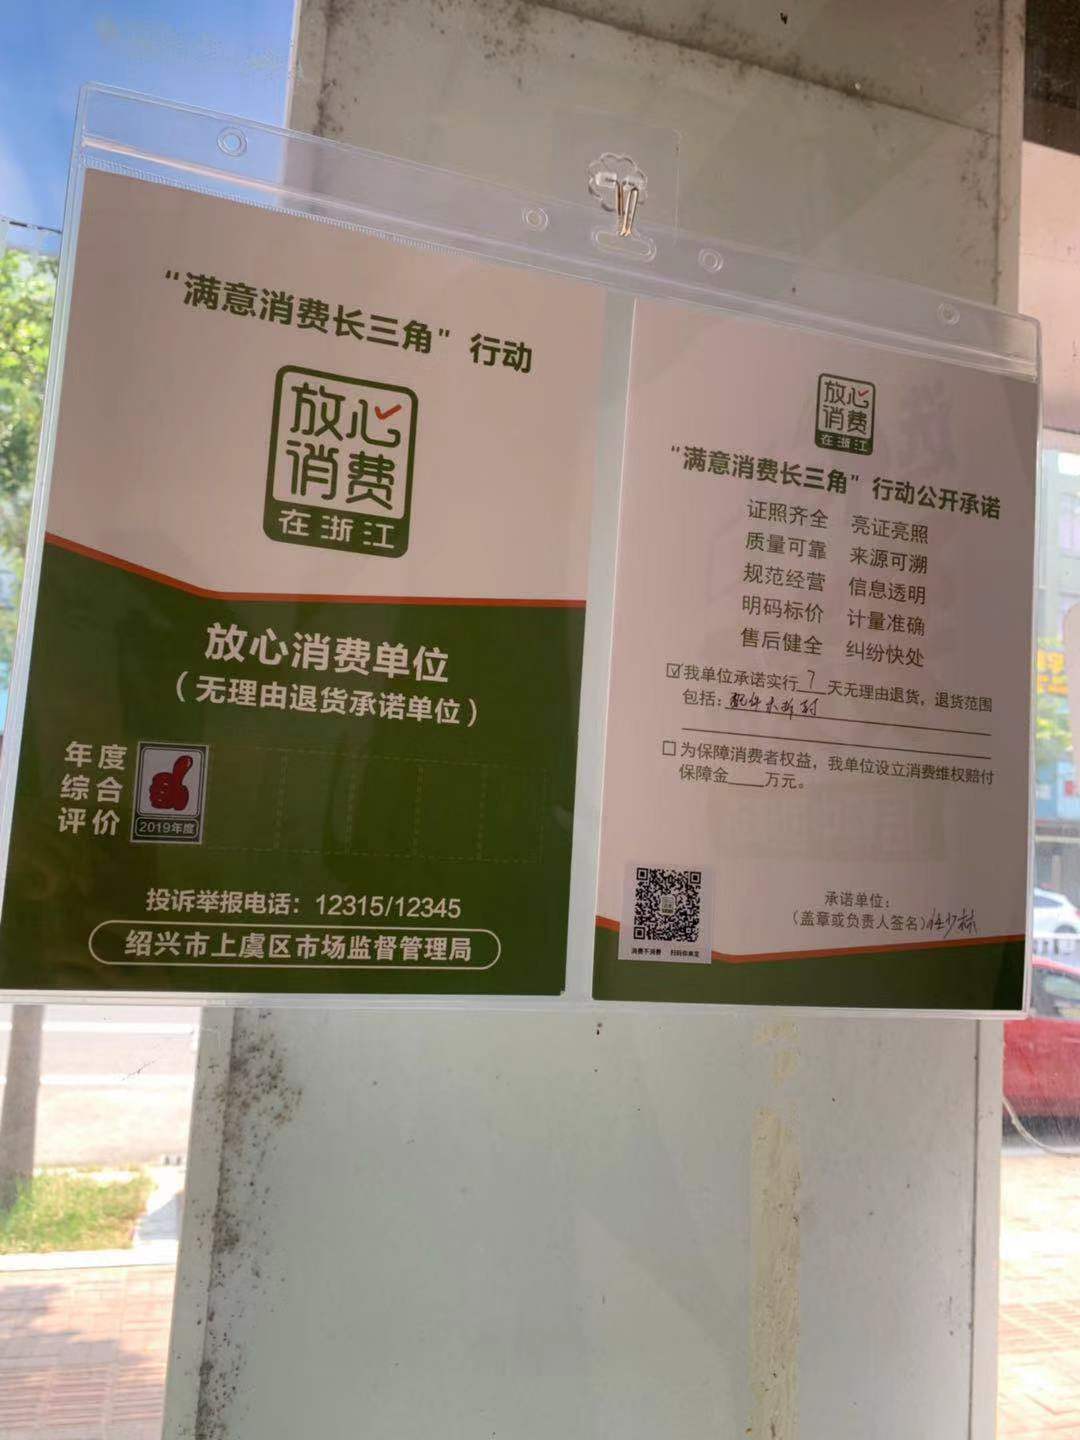 “满意消费长三角”行动
放心
消费
在浙江
放心消费单位
（无理由退货承诺单位）
年度
综合
评价
2019年度
投诉举报电话：12315/12345
绍兴市上虞区市场监督管理局
放心
消费
在浙江
“满意消费长三角”行动公开承诺
证照齐全 亮证亮照
质量可靠 来源可溯
规范经营 信息透明
明码标价 计量准确
售后健全 纠纷快处
☑我单位承诺实行7天无理由退货，退货范围
包括：配件未拆封
□为保障消费者权益，我单位设立消费维权赔付
保障金____万元。
承诺单位：
（盖章或负责人签名）